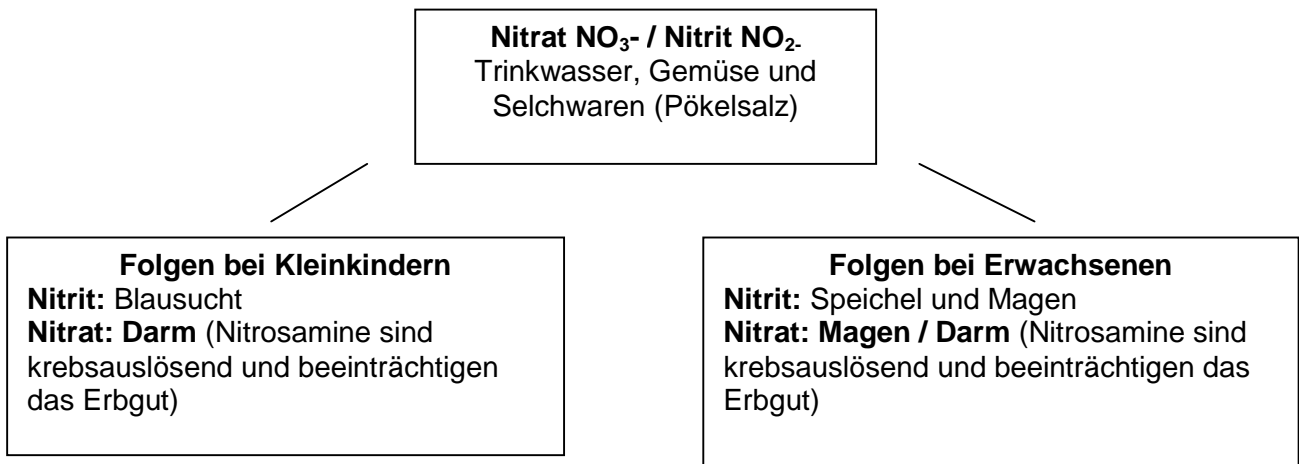 Nitrat NO₃- / Nitrit NO₂-
Trinkwasser, Gemüse und
Selchwaren (Pökelsalz)
Folgen bei Kleinkindern
Nitrit: Blausucht
Nitrat: Darm (Nitrosamine sind
krebsauslösend und beeinträchtigen
das Erbgut)
Folgen bei Erwachsenen
Nitrit: Speichel und Magen
Nitrat: Magen / Darm (Nitrosamine sind
krebsauslösend und beeinträchtigen das
Erbgut)